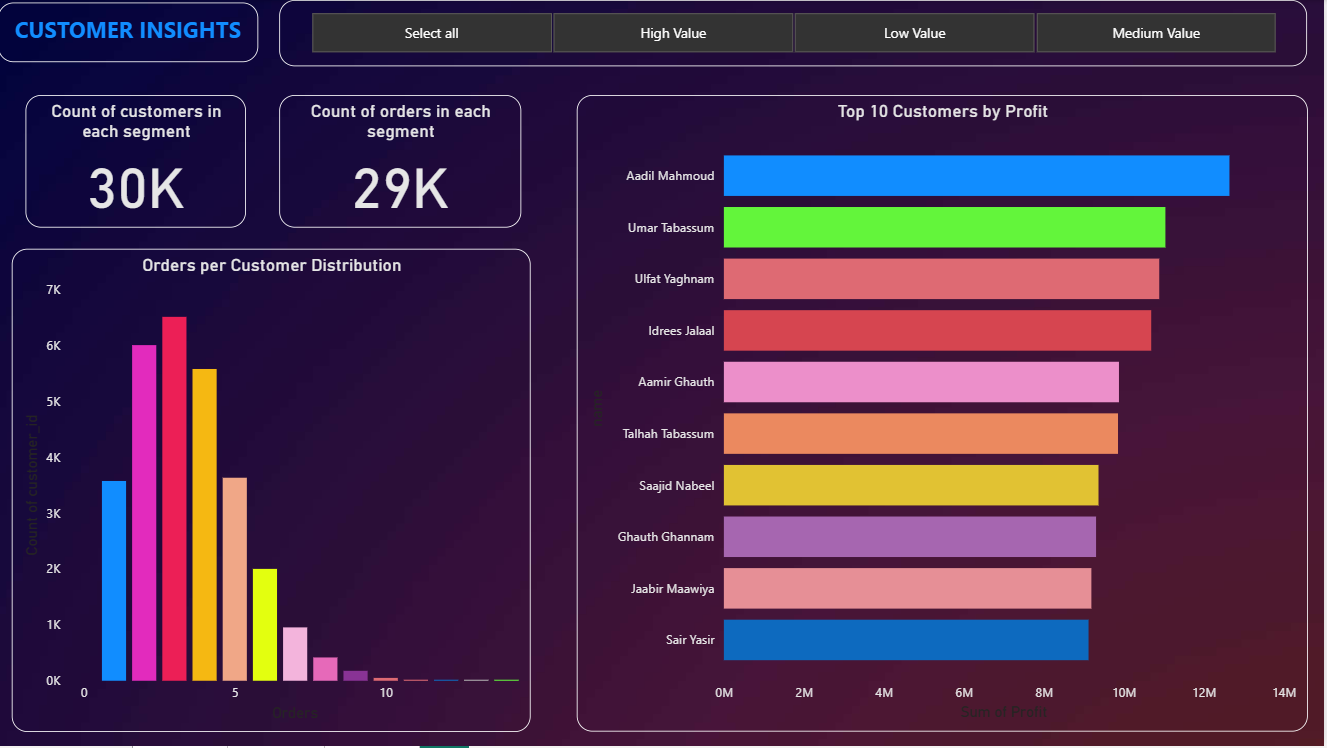 CUSTOMER INSIGHTS
Select all
High Value
Low Value
Medium Value
Count of customers in
each segment
30K
Count of orders in each
segment
29K
Orders per Customer Distribution
7K
6K
5K
4K
3K
2K
1K
0K
0
5
10
Count of customer_id
Orders
Top 10 Customers by Profit
Aadil Mahmoud
Umar Tabassum
Ulfat Yaghnam
Idrees Jalaal
Aamir Ghauth
Talhah Tabassum
Saajid Nabeel
Ghauth Ghannam
Jaabir Maawiya
Sair Yasir
0M
2M
4M
6M
8M
10M
12M
14M
Sum of Profit